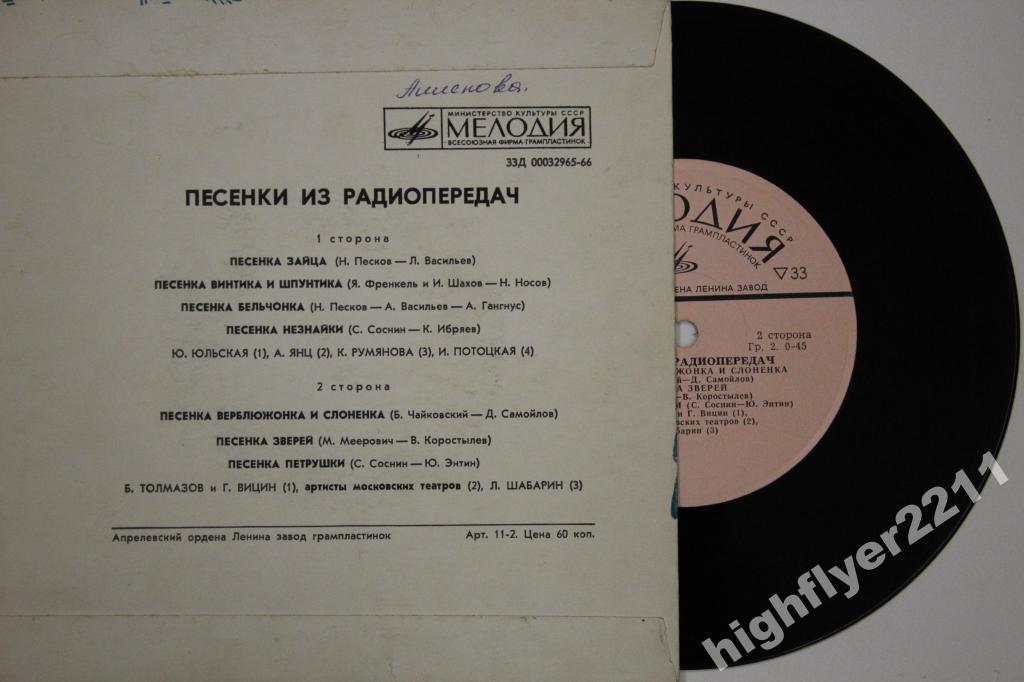 Аписнова.
МИНИСТЕРСТВО КУЛЬТУРЫ СССР
МЕЛОДИЯ
ВСЕСОЮЗНАЯ ФИРМА ГРАМПЛАСТИНОК
33Д 00032965-66
ПЕСЕНКИ ИЗ РАДИОПЕРЕДАЧ
1 сторона
ПЕСЕНКА ЗАЙЦА (Н. Песков — Л. Васильев)
ПЕСЕНКА ВИНТИКА И ШПУНТИКА (Я. Френкель и И. Шахов — Н. Носов)
ПЕСЕНКА БЕЛЬЧОНКА (Н. Песков — А. Васильев — А. Гангнус)
ПЕСЕНКА НЕЗНАЙКИ (С. Соснин — К. Ибряев)
Ю. ЮЛЬСКАЯ (1), А. ЯНЦ (2), К. РУМЯНОВА (3), И. ПОТОЦКАЯ (4)
2 сторона
ПЕСЕНКА ВЕРБЛЮЖОНКА И СЛОНЕНКА (Б. Чайковский — Д. Самойлов)
ПЕСЕНКА ЗВЕРЕЙ (М. Меерович — В. Коростылев)
ПЕСЕНКА ПЕТРУШКИ (С. Соснин — Ю. Энтин)
Б. ТОЛМАЗОВ и Г. ВИЦИН (1), артисты московских театров (2), Л. ШАБАРИН (3)
Апрелевский ордена Ленина завод грампластинок Арт. 11-2. Цена 60 коп.
КУЛЬТУРЫ СССР
ОДИЯ
МА ГРАМПЛАСТИНОК
▽33
ЕНА ЛЕНИНА ЗАВОД
2 сторона
Гр. 2. 0-45
РАДИОПЕРЕДАЧ
ЖОНКА И СЛОНЕНКА
й—Д. Самойлов)
А ЗВЕРЕЙ
—В. Коростылев)
И (С. Соснин—Ю. Энтин)
и Г. Вицин (1),
вских театров (2),
барин (3)
highflyer2211